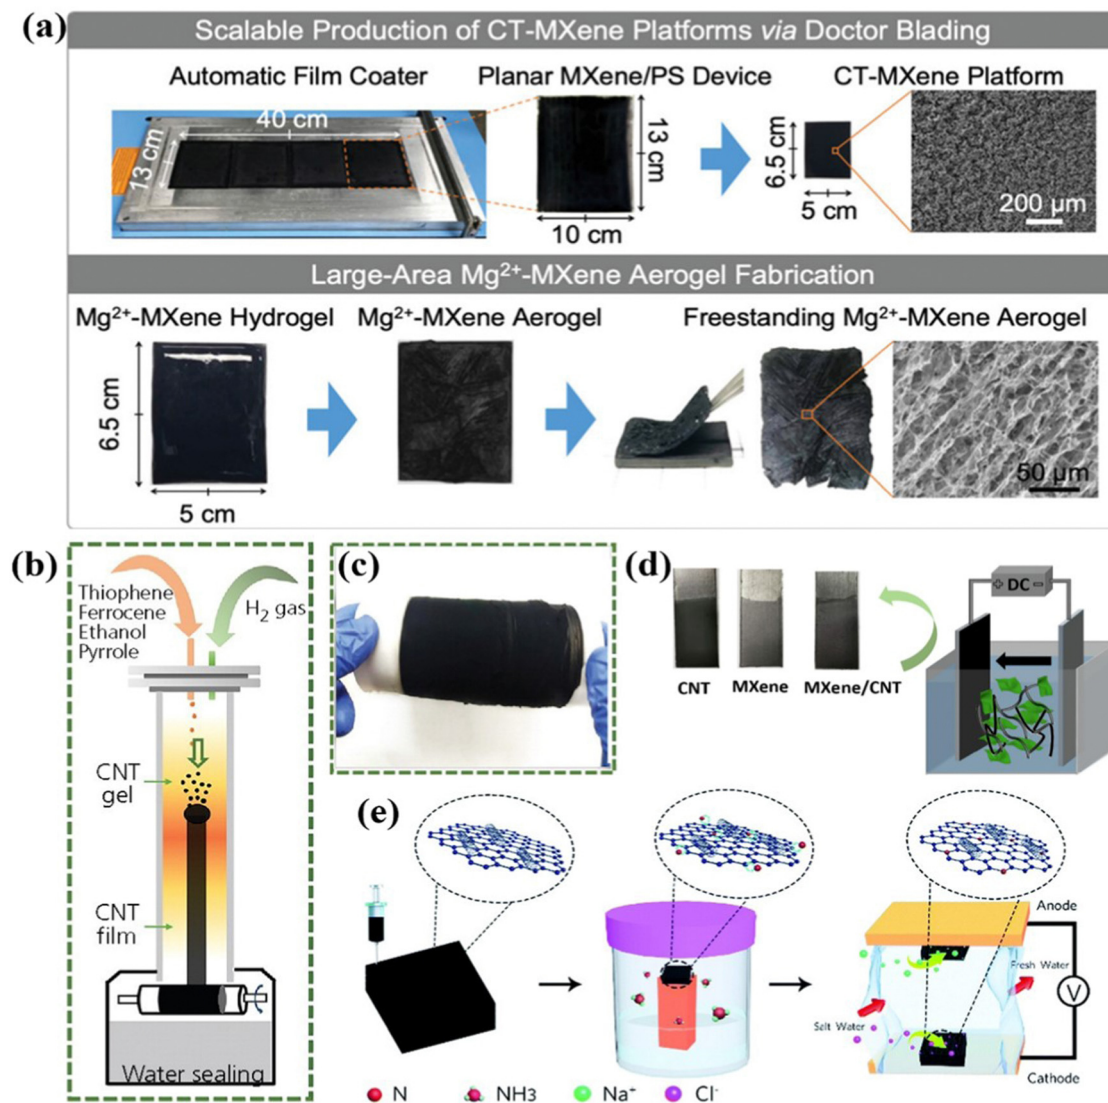 (a)
Scalable Production of CT-MXene Platforms via Doctor Blading
Automatic Film Coater
Planar MXene/PS Device
CT-MXene Platform
40 cm
13 cm
13 cm
10 cm
6.5 cm
5 cm
200 µm
Large-Area Mg²⁺-MXene Aerogel Fabrication
Mg²⁺-MXene Hydrogel
Mg²⁺-MXene Aerogel
Freestanding Mg²⁺-MXene Aerogel
6.5 cm
5 cm
50 µm
(b)
Thiophene
Ferrocene
Ethanol
Pyrrole
H₂ gas
CNT
gel
CNT
film
Water sealing
(c)
(d)
CNT
MXene
MXene/CNT
+ DC −
(e)
Anode
Fresh Water
V
Salt Water
Cathode
N
NH3
Na⁺
Cl⁻